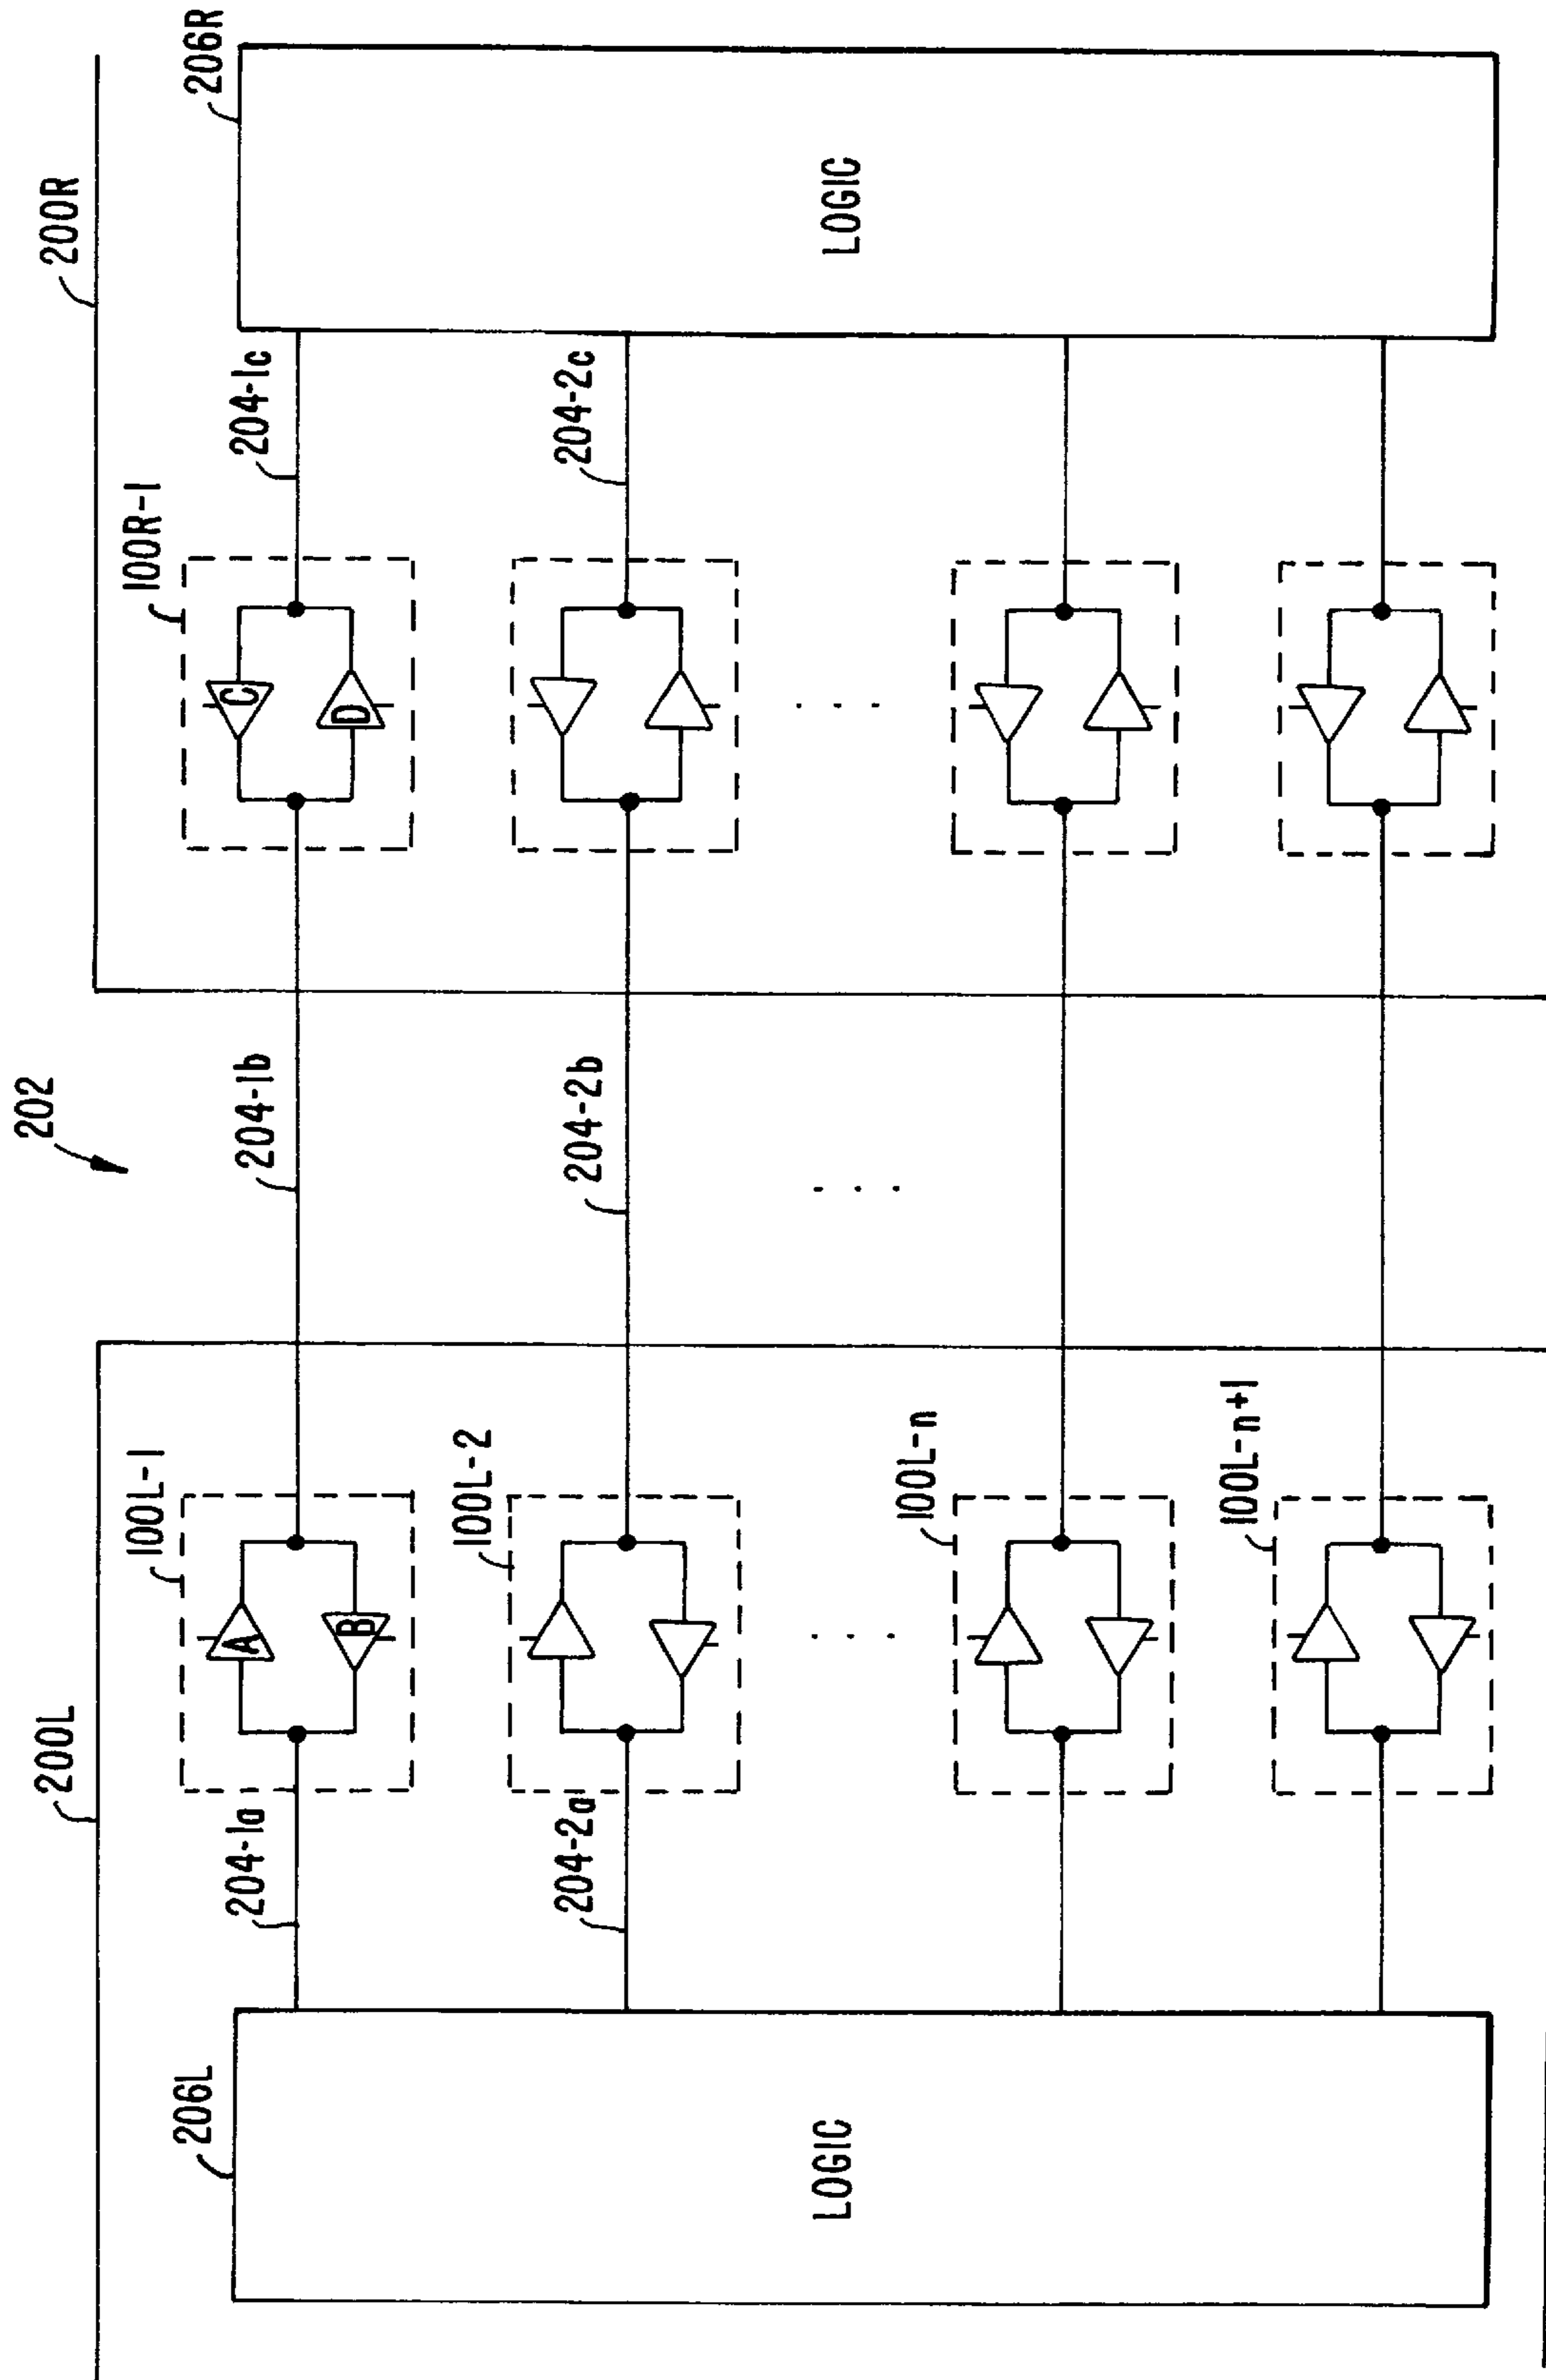 202
200L
200R
206L
204-1a
100L-1
204-1b
100R-1
204-1c
206R
A
B
C
D
204-2a
100L-2
204-2b
204-2c
LOGIC
. . .
. . .
. . .
LOGIC
100L-n
100L-n+1